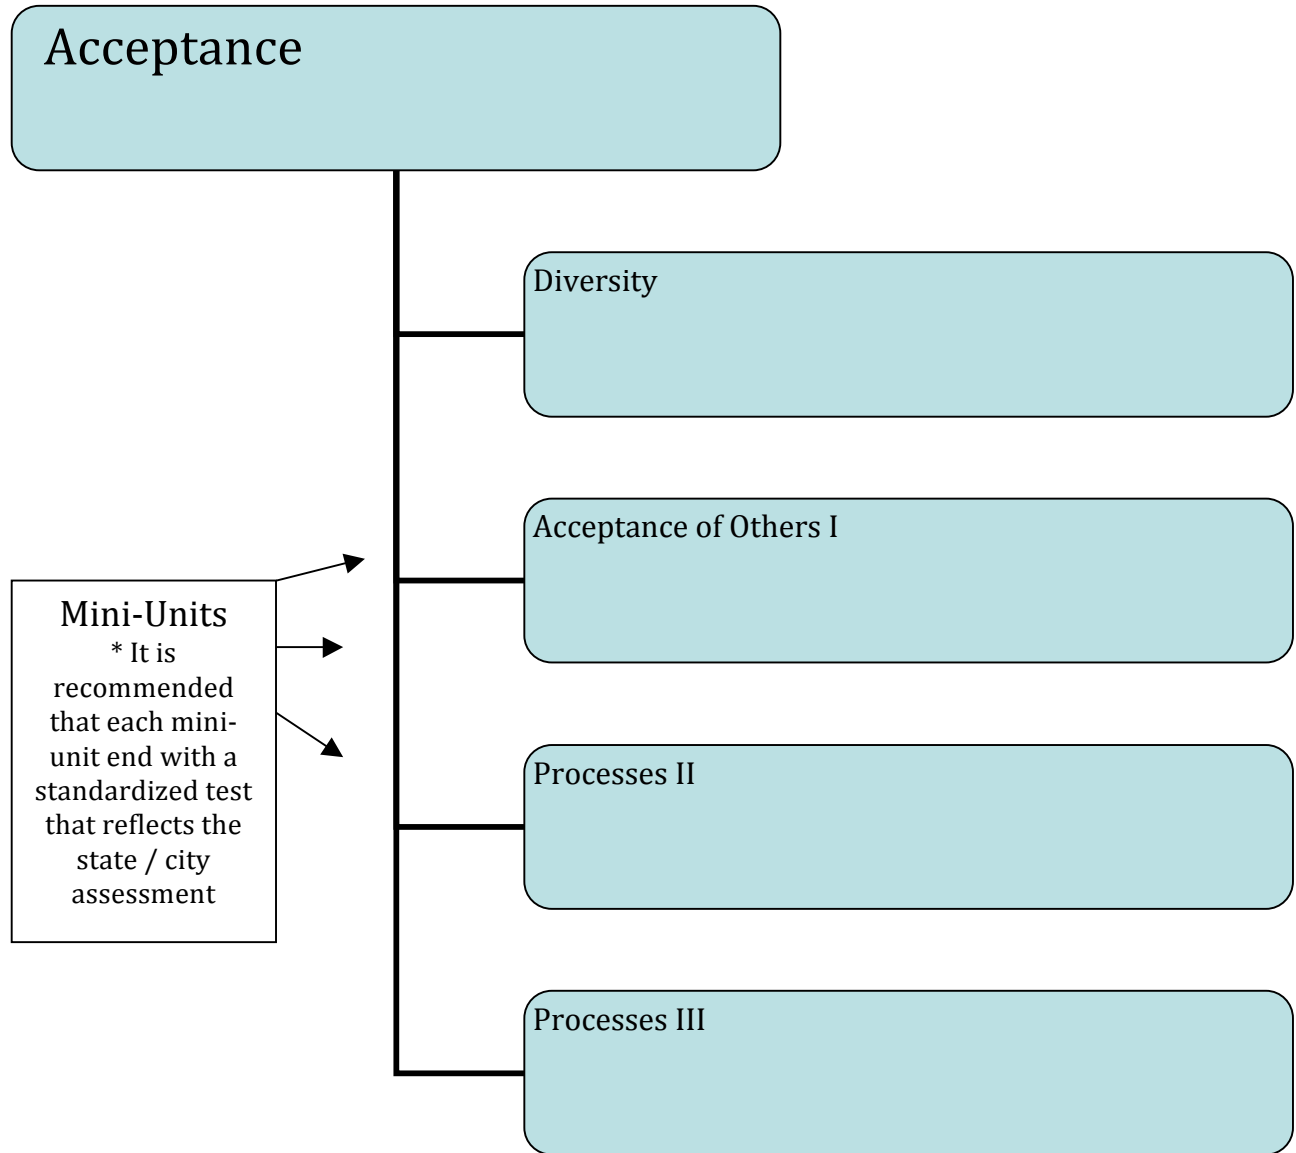 Acceptance
Diversity
Acceptance of Others I
Mini-Units
* It is
recommended
that each mini-
unit end with a
standardized test
that reflects the
state / city
assessment
Processes II
Processes III